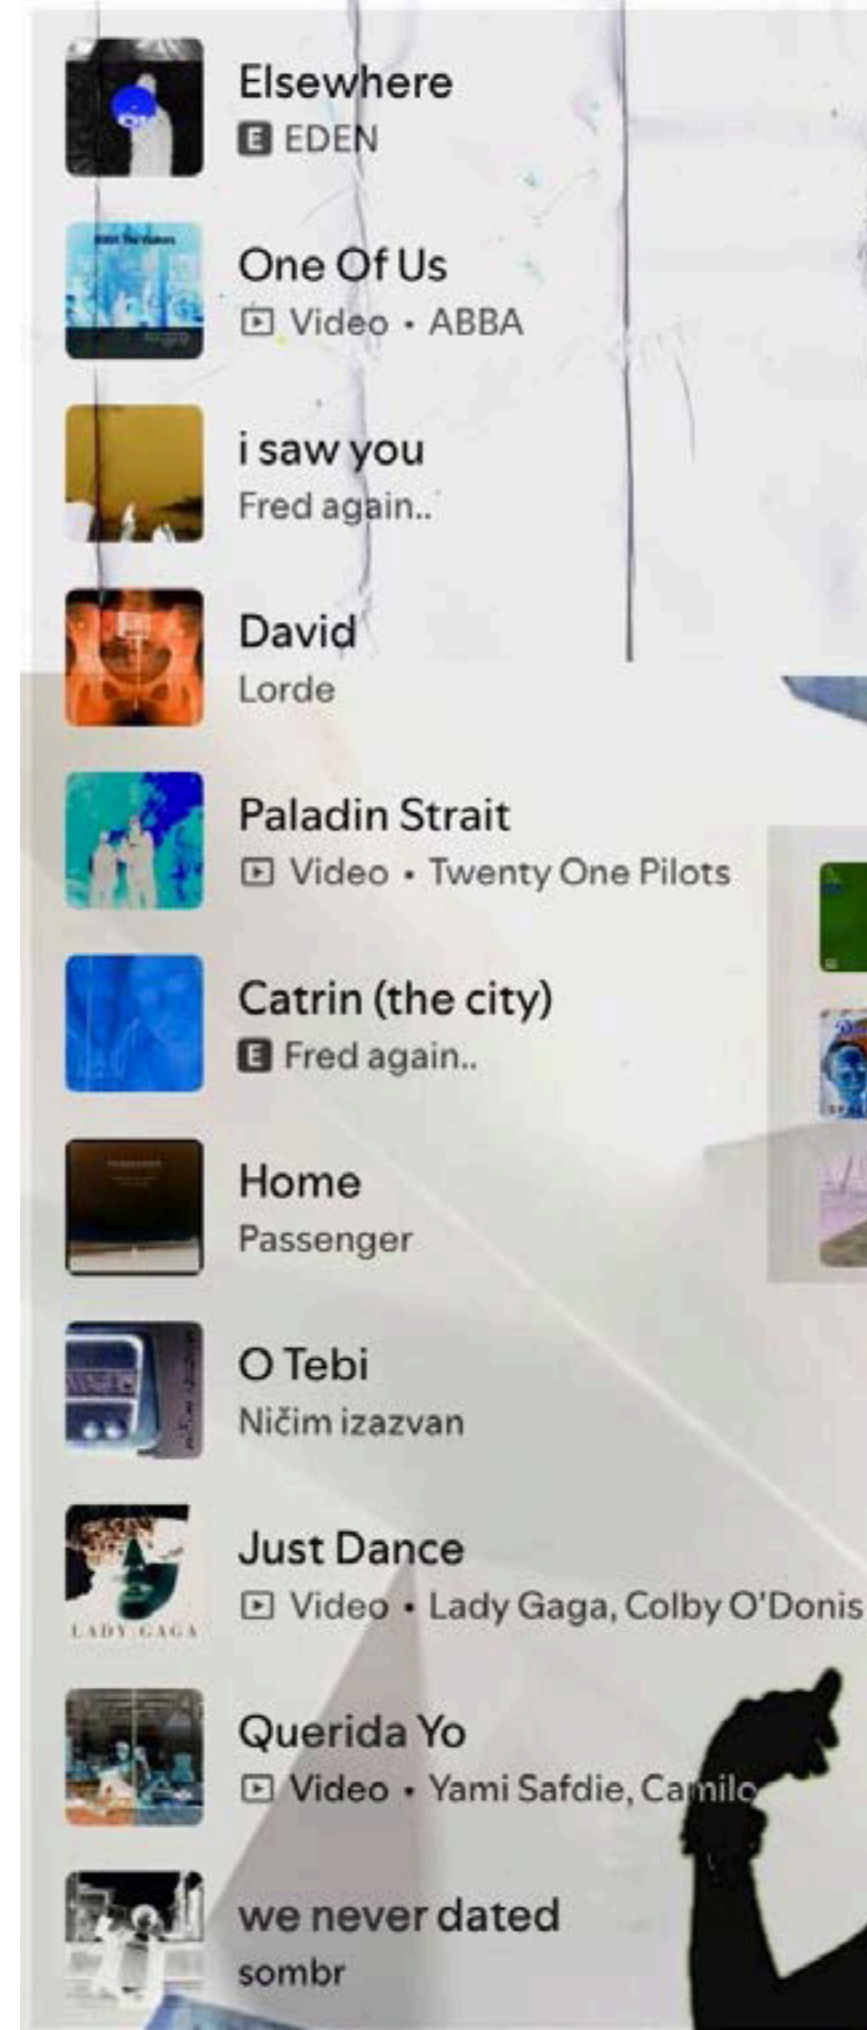 Elsewhere
E EDEN
One Of Us
Video • ABBA
i saw you
Fred again..
David
Lorde
Paladin Strait
Video • Twenty One Pilots
Catrin (the city)
E Fred again..
Home
Passenger
O Tebi
Ničim izazvan
Just Dance
Video • Lady Gaga, Colby O'Donis
LADY GAGA
Querida Yo
Video • Yami Safdie, Camilo
we never dated
sombr